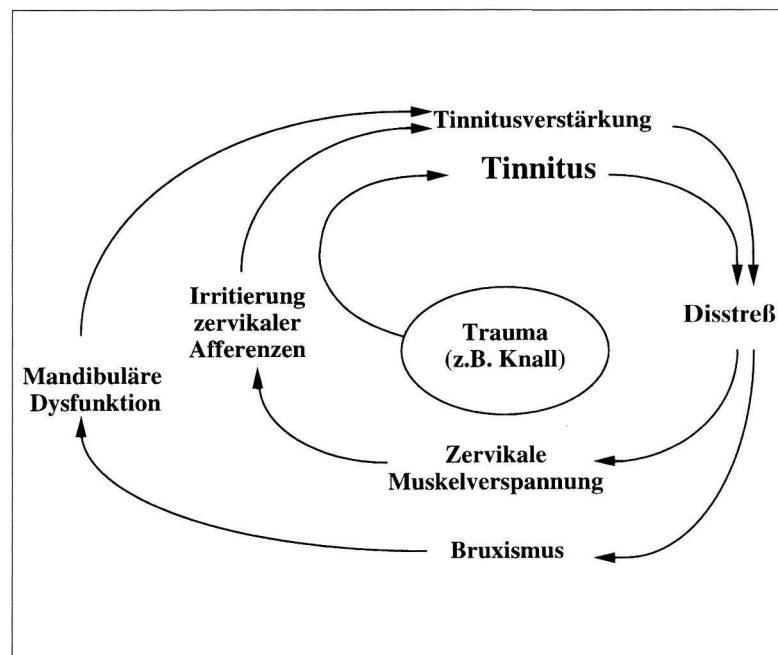 Tinnitusverstärkung
Tinnitus
Irritierung
zervikaler
Afferenzen
Trauma
(z.B. Knall)
Disstreß
Mandibuläre
Dysfunktion
Zervikale
Muskelverspannung
Bruxismus